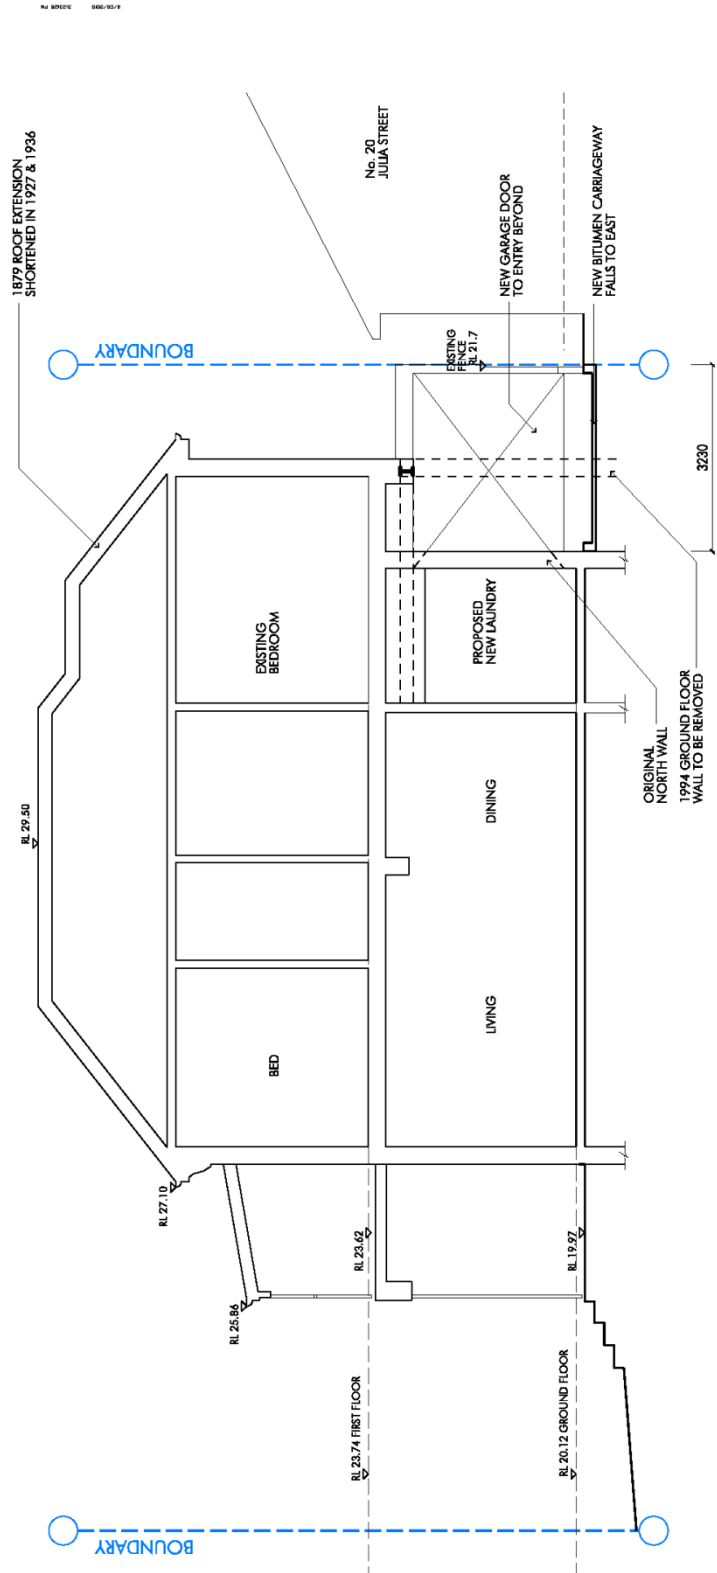 1879 ROOF EXTENSION
SHORTENED IN 1927 & 1936
No. 20
JULIA STREET
NEW GARAGE DOOR
TO ENTRY BEYOND
NEW BITUMEN CARRIAGEWAY
FALLS TO EAST
BOUNDARY
EXISTING
FENCE
RL 21.7
3230
EXISTING
BEDROOM
PROPOSED
NEW LAUNDRY
ORIGINAL
NORTH WALL
1994 GROUND FLOOR
WALL TO BE REMOVED
RL 29.50
DINING
LIVING
BED
RL 27.10
RL 25.86
RL 23.62
RL 19.97
RL 23.74 FIRST FLOOR
RL 20.12 GROUND FLOOR
BOUNDARY